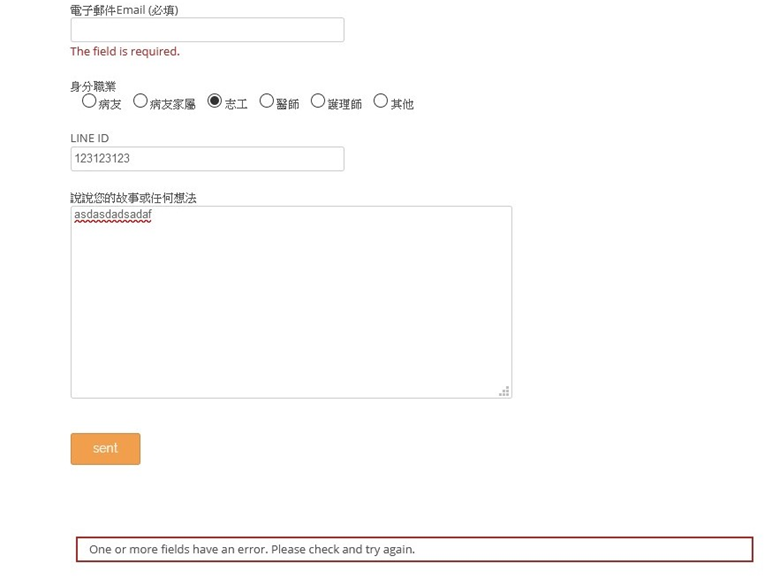 電子郵件Email (必填)
The field is required.
身分職業
病友 病友家屬 志工 醫師 護理師 其他
LINE ID
123123123
說說您的故事或任何想法
asdasdadsadaf
sent
One or more fields have an error. Please check and try again.